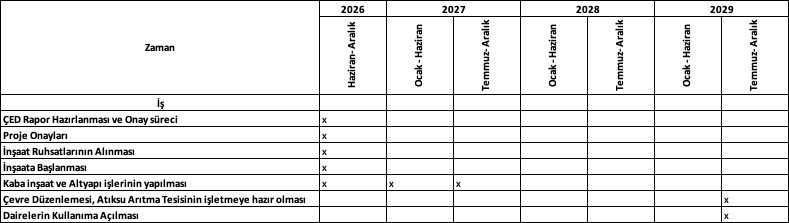 2026 2027 2028 2029
Zaman Haziran- Aralık Ocak - Haziran Temmuz- Aralık Ocak - Haziran Temmuz- Aralık Ocak - Haziran Temmuz- Aralık
İş
ÇED Rapor Hazırlanması ve Onay süreci x
Proje Onayları x
İnşaat Ruhsatlarının Alınması x
İnşaata Başlanması x
Kaba inşaat ve Altyapı işlerinin yapılması x x x
Çevre Düzenlemesi, Atıksu Arıtma Tesisinin işletmeye hazır olması x
Dairelerin Kullanıma Açılması x